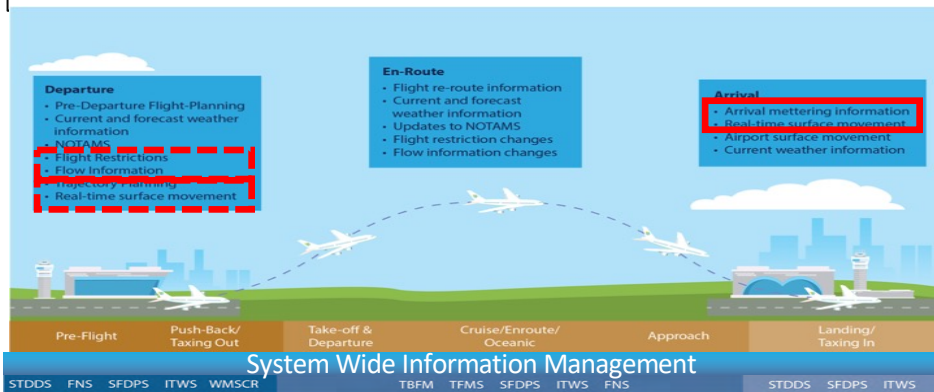 Departure
• Pre-Departure Flight-Planning
• Current and forecast weather
information
• NOTAMS
• Flight Restrictions
• Flow Information
• Trajectory Planning
• Real-time surface movement
En-Route
• Flight re-route information
• Current and forecast
weather information
• Updates to NOTAMS
• Flight restriction changes
• Flow information changes
Arrival
• Arrival mettering information
• Real-time surface movement
• Airport surface movement
• Current weather information
Pre-Flight
Push-Back/
Taxing Out
Take-off &
Departure
Cruise/Enroute/
Oceanic
Approach
Landing/
Taxing In
System Wide Information Management
STDDS FNS SFDPS ITWS WMSCR
TBFM TFMS SFDPS ITWS FNS
STDDS SFDPS ITWS